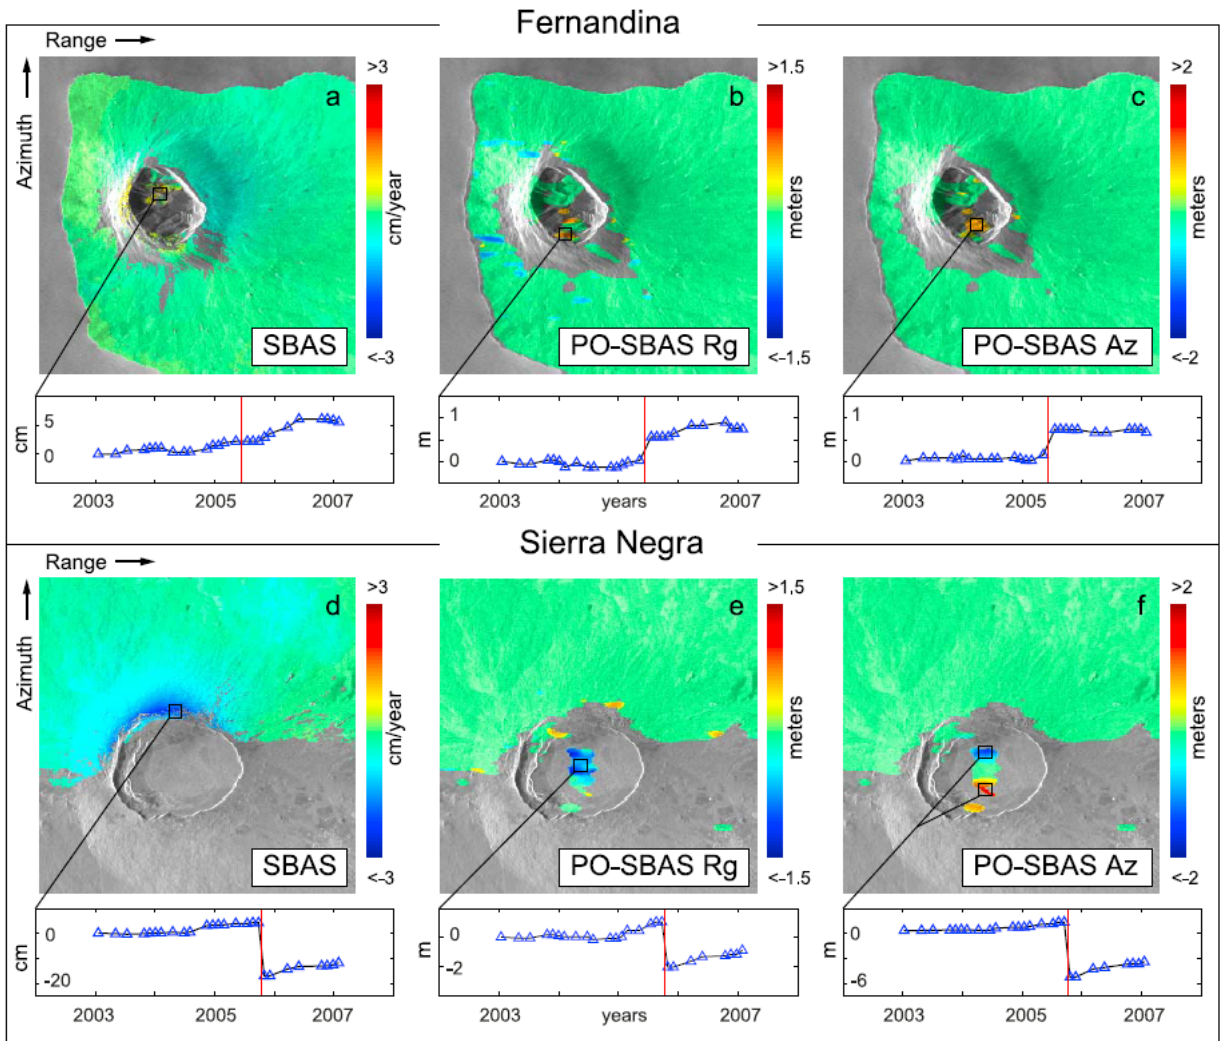 Fernandina
Range
Azimuth
a
>3
cm/year
<-3
SBAS
b
>1.5
meters
<-1.5
PO-SBAS Rg
c
>2
meters
<-2
PO-SBAS Az
cm
5
0
2003 2005 2007
m
1
0
2003 years 2007
m
1
0
2003 2005 2007
Sierra Negra
Range
Azimuth
d
>3
cm/year
<-3
SBAS
e
>1.5
meters
<-1.5
PO-SBAS Rg
f
>2
meters
<-2
PO-SBAS Az
cm
0
-20
2003 2005 2007
m
0
-2
2003 years 2007
m
0
-6
2003 2005 2007